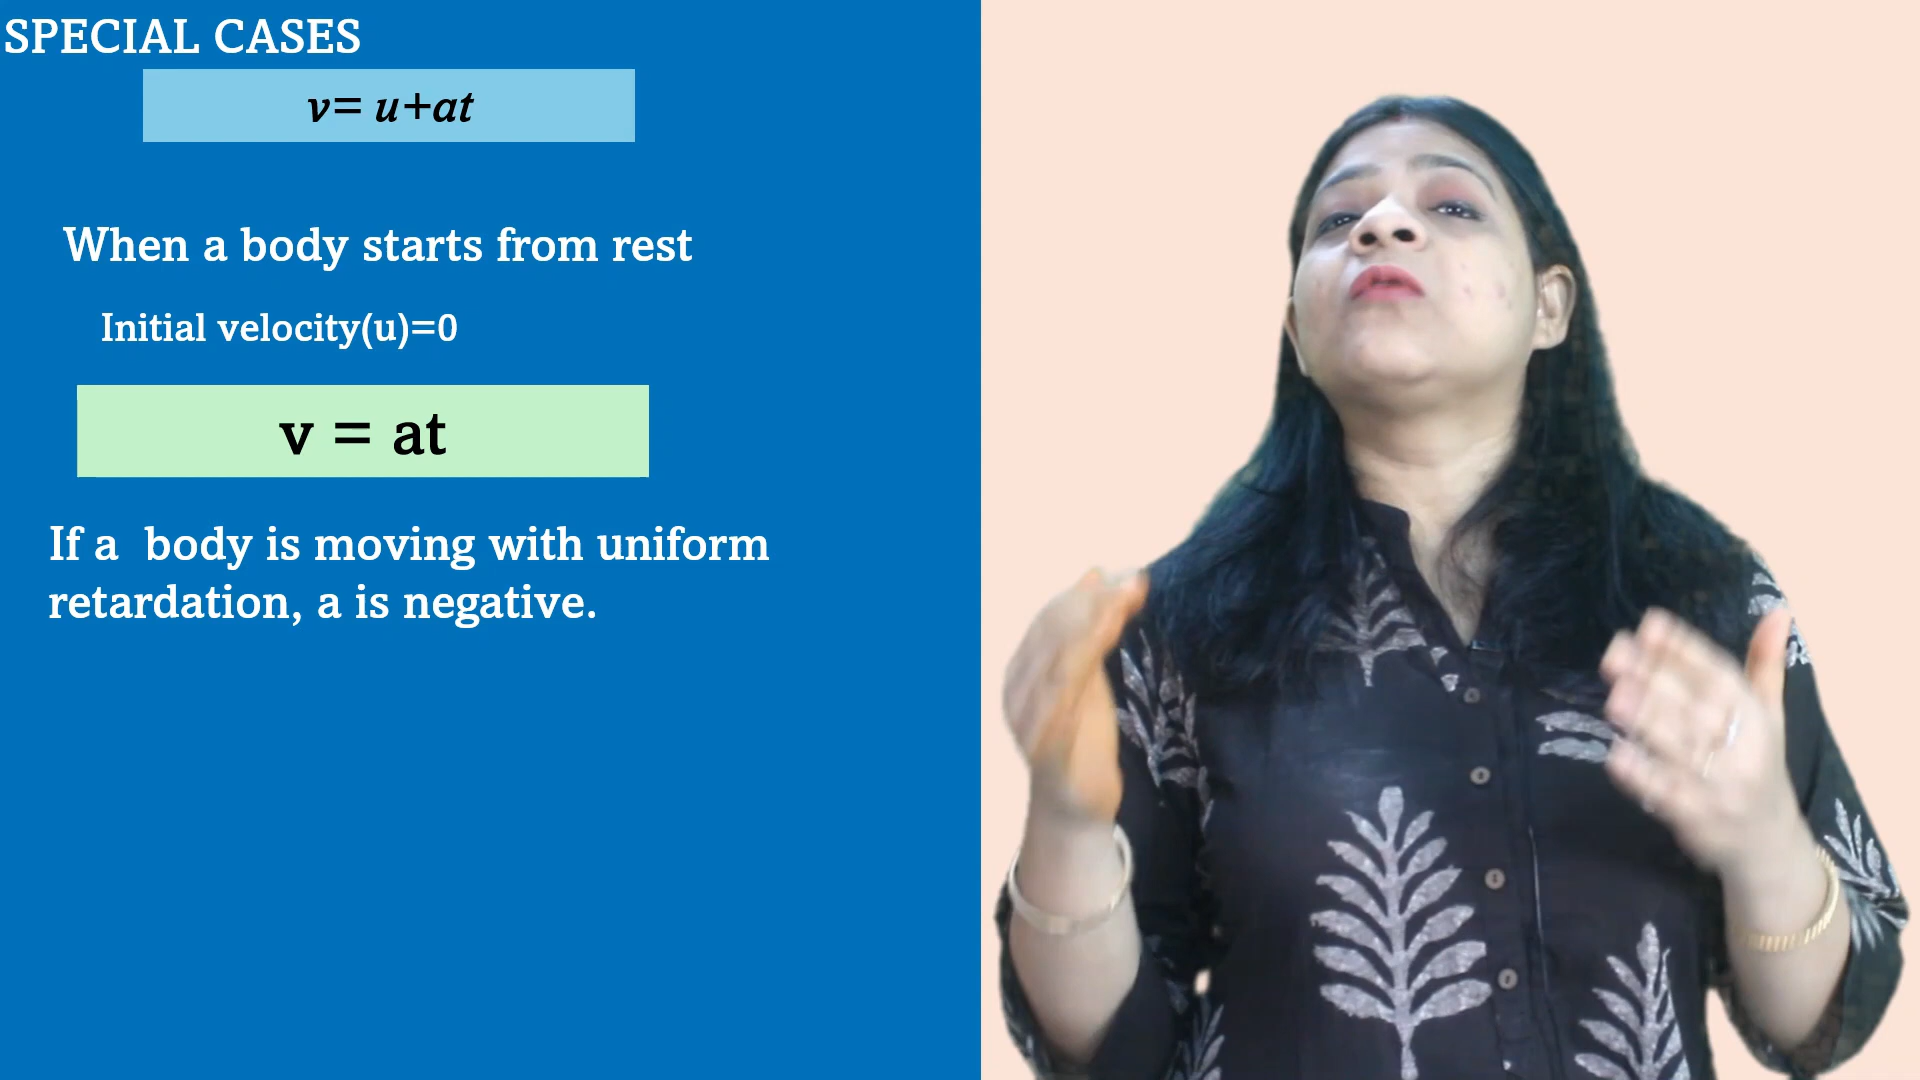 SPECIAL CASES
v= u+at
When a body starts from rest
Initial velocity(u)=0
v = at
If a  body is moving with uniform
retardation, a is negative.